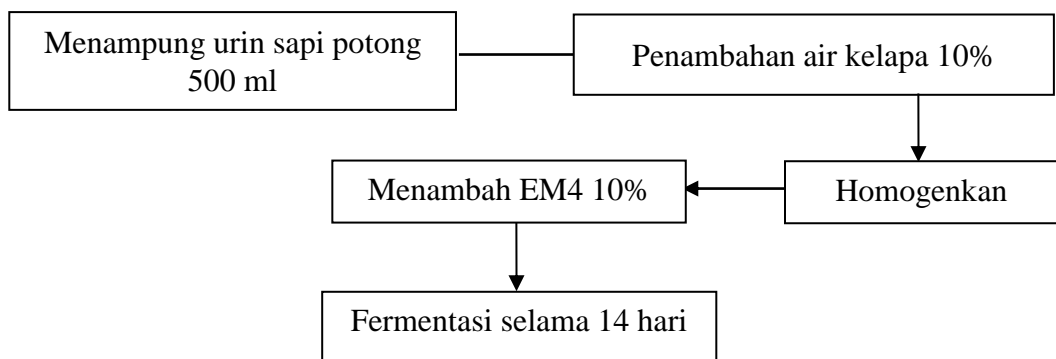 Menampung urin sapi potong
500 ml
Penambahan air kelapa 10%
Homogenkan
Menambah EM4 10%
Fermentasi selama 14 hari